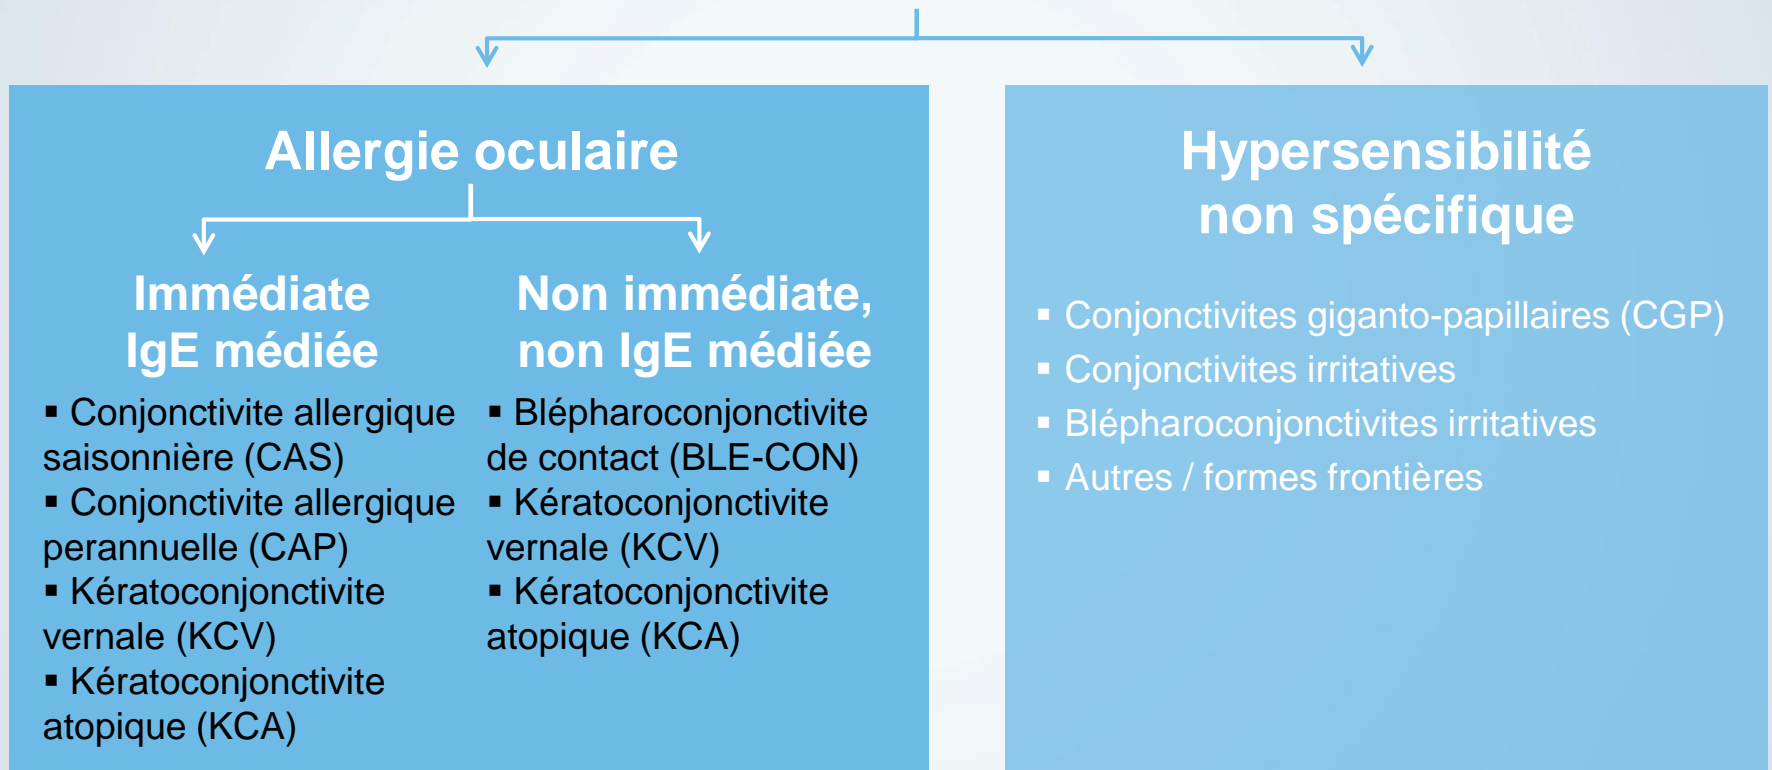 Allergie oculaire
Immédiate
IgE médiée
▪ Conjonctivite allergique
saisonnière (CAS)
▪ Conjonctivite allergique
perannuelle (CAP)
▪ Kératoconjonctivite
vernale (KCV)
▪ Kératoconjonctivite
atopique (KCA)
Non immédiate,
non IgE médiée
▪ Blépharoconjonctivite
de contact (BLE-CON)
▪ Kératoconjonctivite
vernale (KCV)
▪ Kératoconjonctivite
atopique (KCA)
Hypersensibilité
non spécifique
▪ Conjonctivites giganto-papillaires (CGP)
▪ Conjonctivites irritatives
▪ Blépharoconjonctivites irritatives
▪ Autres / formes frontières